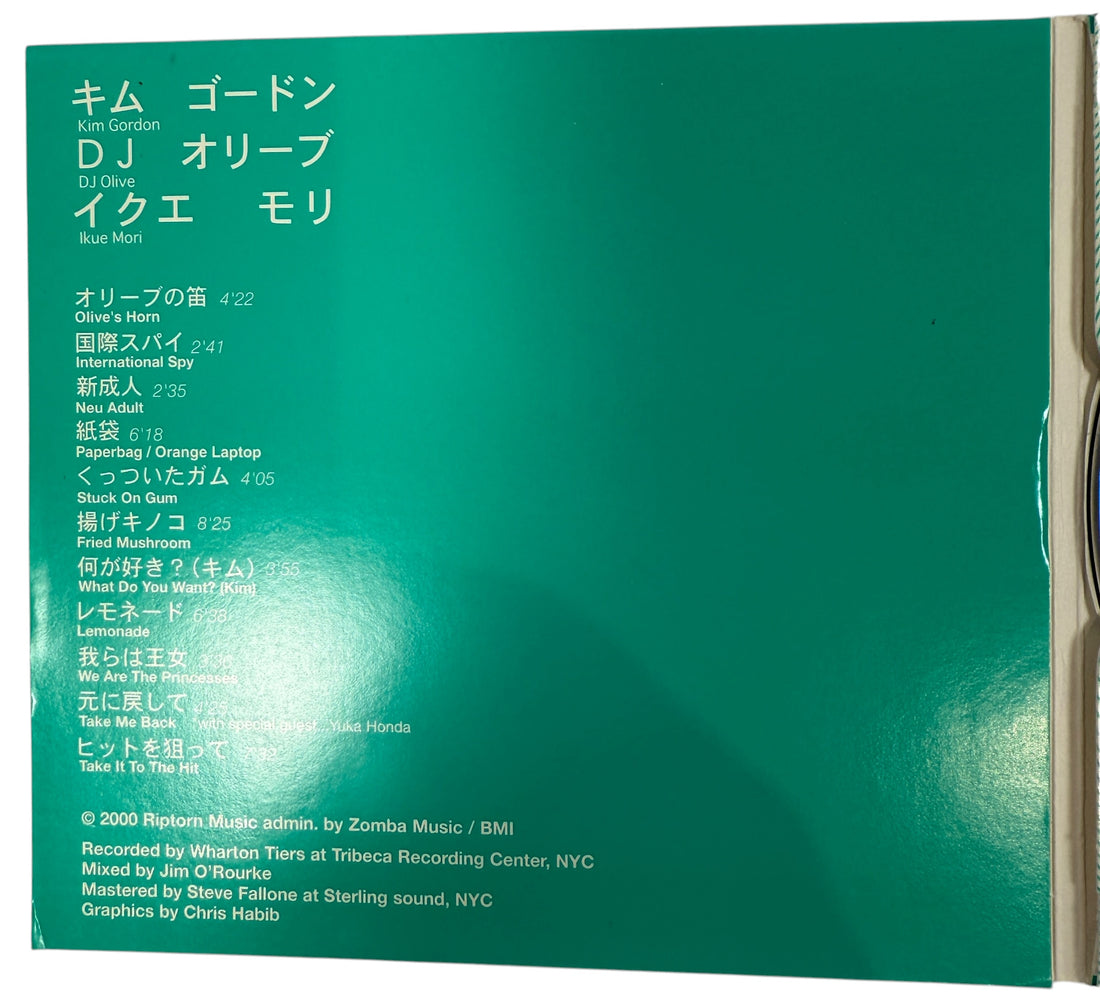 キム　ゴードン
Kim Gordon
ＤＪ　オリーブ
DJ Olive
イクエ　モリ
Ikue Mori
オリーブの笛 4'22
Olive's Horn
国際スパイ 2'41
International Spy
新成人 2'35
Neu Adult
紙袋 6'18
Paperbag / Orange Laptop
くっついたガム 4'05
Stuck On Gum
揚げキノコ 8'25
Fried Mushroom
何が好き？(キム) 3'55
What Do You Want? (Kim)
レモネード 6'38
Lemonade
我らは王女
We Are The Princesses
元に戻して
Take Me Back *with special guest...Yuka Honda
ヒットを狙って
Take It To The Hit
© 2000 Riptorn Music admin. by Zomba Music / BMI
Recorded by Wharton Tiers at Tribeca Recording Center, NYC
Mixed by Jim O'Rourke
Mastered by Steve Fallone at Sterling sound, NYC
Graphics by Chris Habib